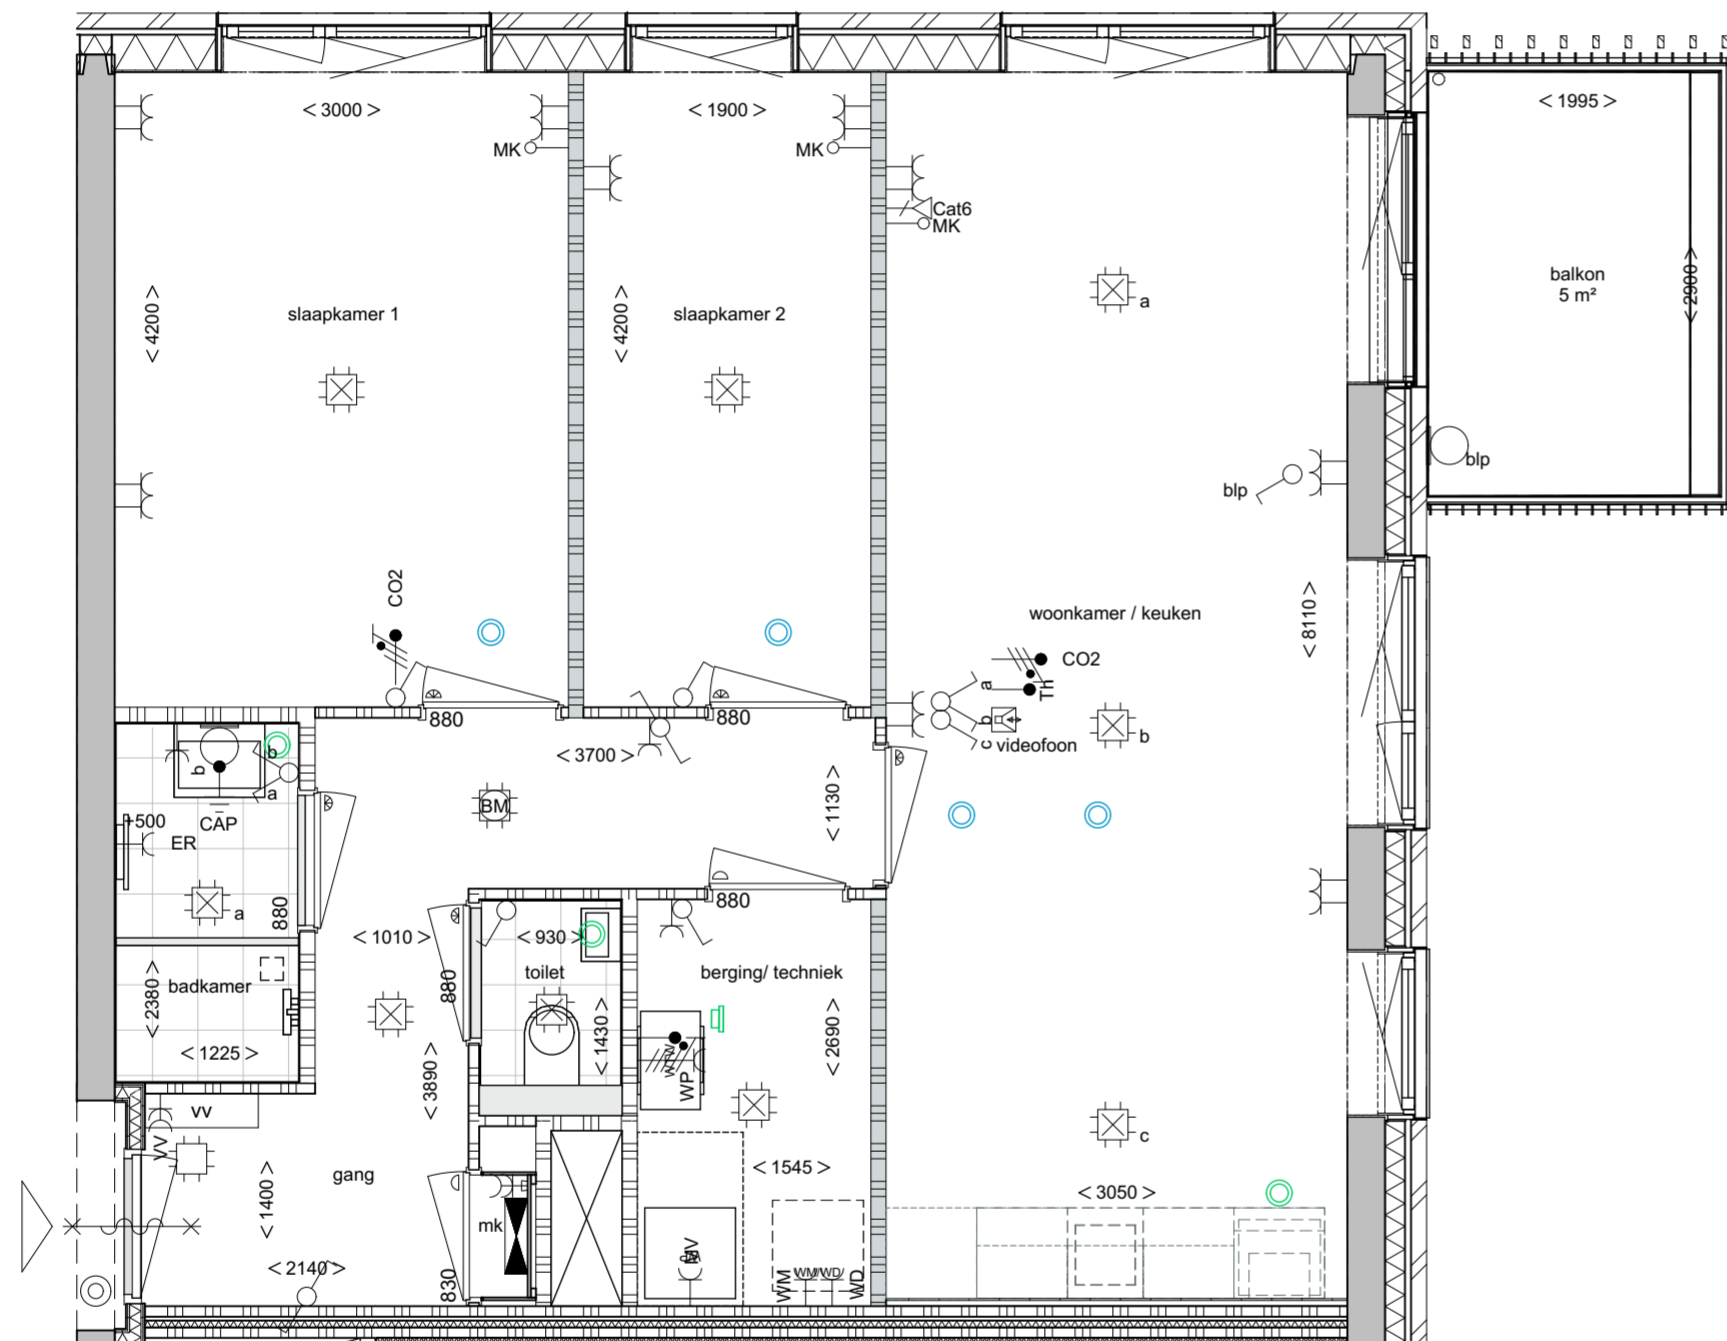 < 3000 >
< 1900 >
< 1995 >
MK
MK
Cat6
MK
balkon
5 m²
< 2900 >
a
slaapkamer 1
slaapkamer 2
< 4200 >
< 4200 >
blp
blp
CO2
woonkamer / keuken
< 8110 >
CO2
Th
a
b
c
videofoon
b
880
880
< 3700 >
BM
< 1130 >
b
b
a
+500
CAP
ER
a
880
880
< 1010 >
< 930 >
toilet
880
berging/ techniek
badkamer
< 2380 >
< 1225 >
< 1430 >
< 2690 >
WTW
WP
< 3890 >
vv
VV
c
gang
< 1400 >
< 1545 >
< 3050 >
mk
MV
WM
WM/WD
WD
< 2140 >
830